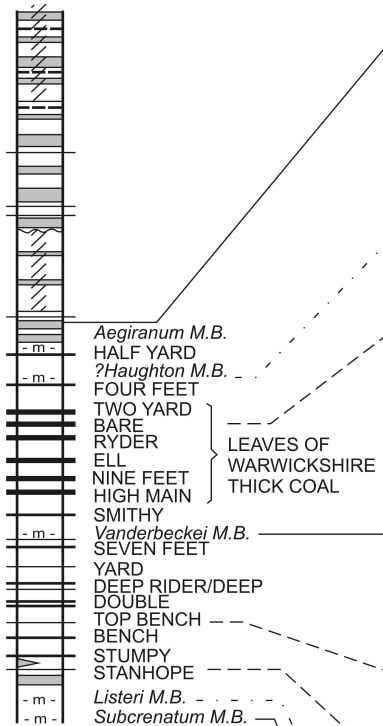 Aegiranum M.B.
- m -
HALF YARD
?Haughton M.B.
- m -
FOUR FEET
TWO YARD
BARE
RYDER
ELL
NINE FEET
HIGH MAIN
LEAVES OF
WARWICKSHIRE
THICK COAL
SMITHY
Vanderbeckei M.B.
- m -
SEVEN FEET
YARD
DEEP RIDER/DEEP
DOUBLE
TOP BENCH
BENCH
STUMPY
STANHOPE
- m -
Listeri M.B.
- m -
Subcrenatum M.B.